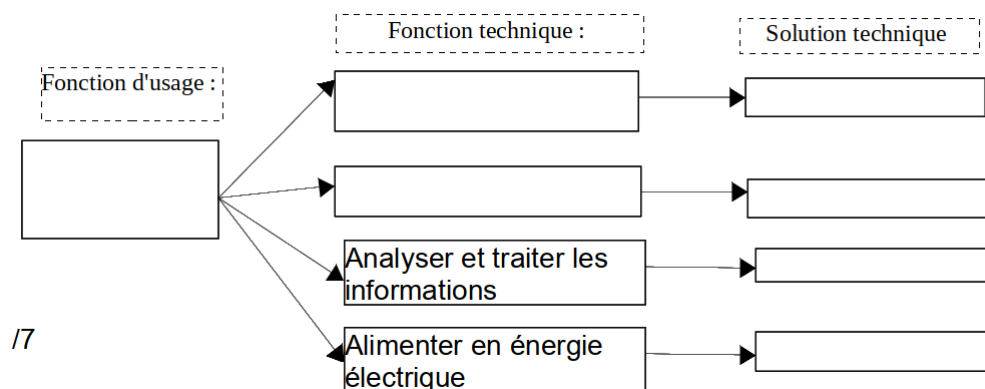 Fonction technique :
Solution technique
Fonction d'usage :
Analyser et traiter les
informations
Alimenter en énergie
électrique
/7